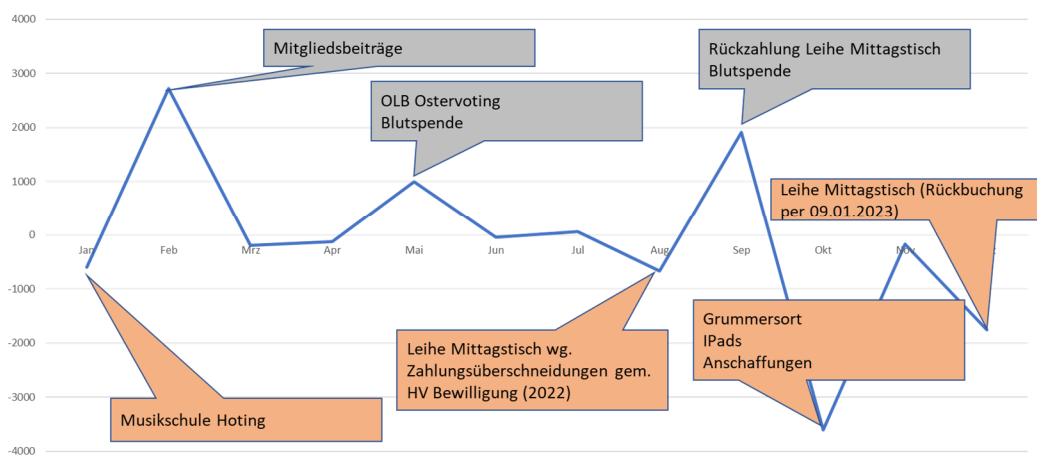 4000
3000
2000
1000
0
-1000
-2000
-3000
-4000
Jan
Feb
Mrz
Apr
Mai
Jun
Jul
Aug
Sep
Okt
Nov
Mitgliedsbeiträge
OLB Ostervoting
Blutspende
Rückzahlung Leihe Mittagstisch
Blutspende
Leihe Mittagstisch (Rückbuchung
per 09.01.2023)
Musikschule Hoting
Leihe Mittagstisch wg.
Zahlungsüberschneidungen gem.
HV Bewilligung (2022)
Grummersort
IPads
Anschaffungen